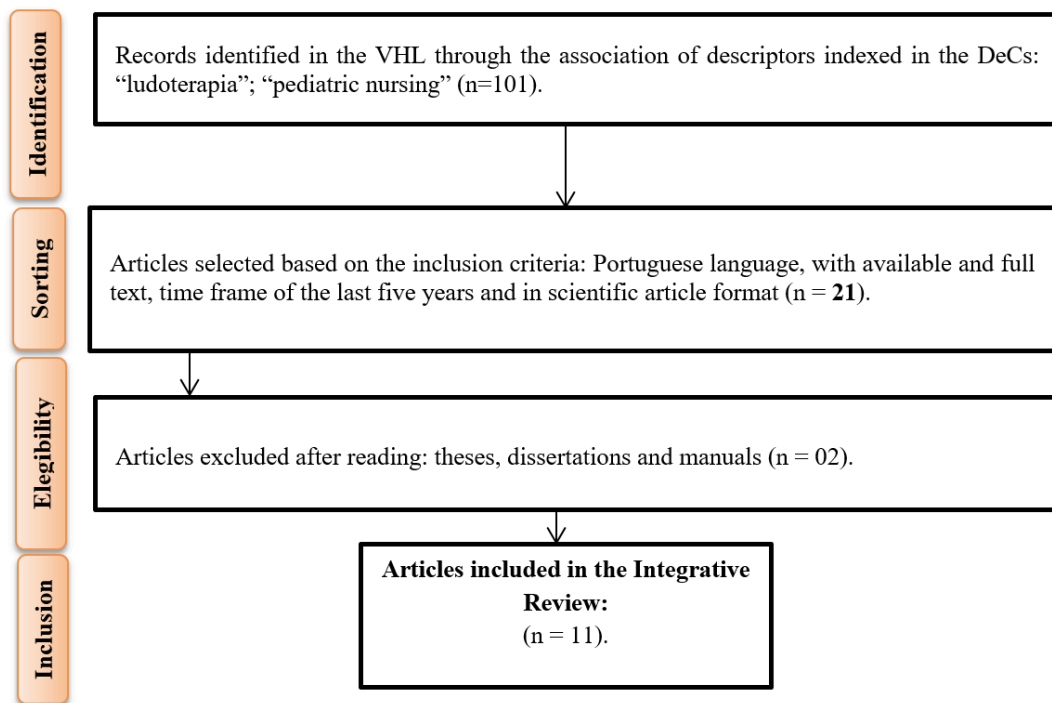 Identification
Records identified in the VHL through the association of descriptors indexed in the DeCs:
“ludoterapia”; “pediatric nursing” (n=101).
Sorting
Articles selected based on the inclusion criteria: Portuguese language, with available and full
text, time frame of the last five years and in scientific article format (n = 21).
Elegibility
Articles excluded after reading: theses, dissertations and manuals (n = 02).
Inclusion
Articles included in the Integrative
Review:
(n = 11).